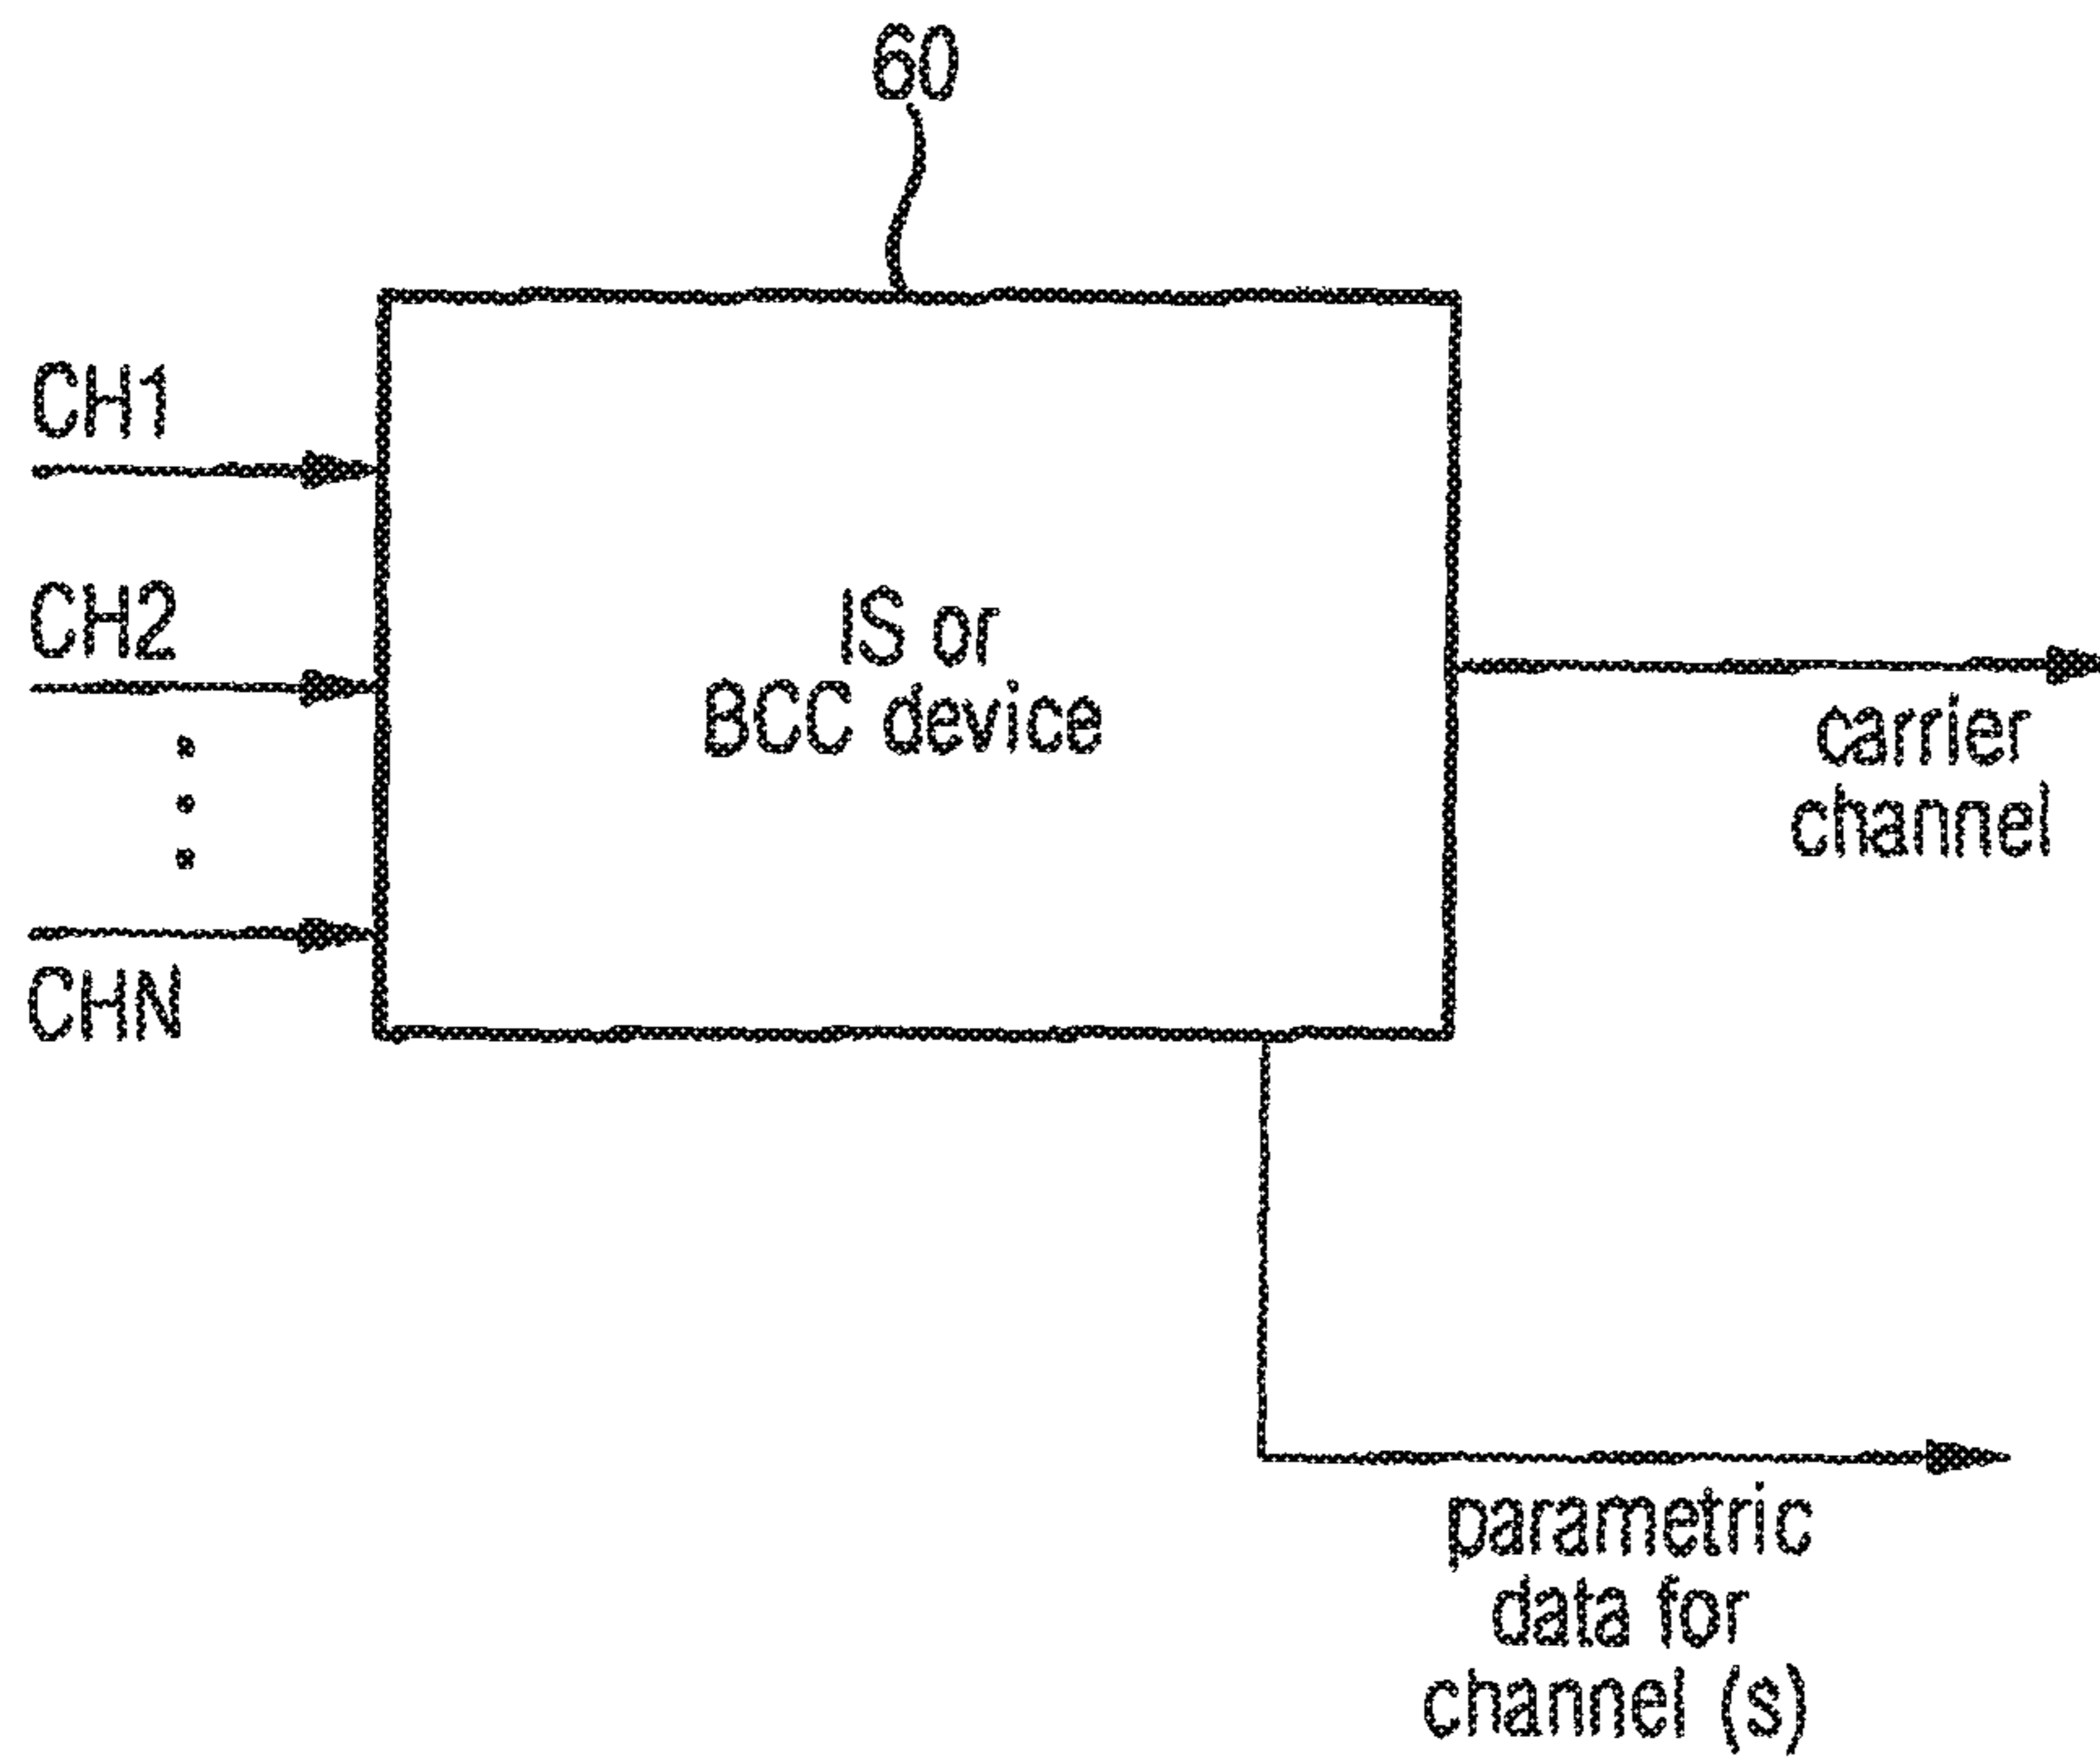 60
CH1
CH2
CHN
IS or
BCC device
carrier
channel
parametric
data for
channel (s)